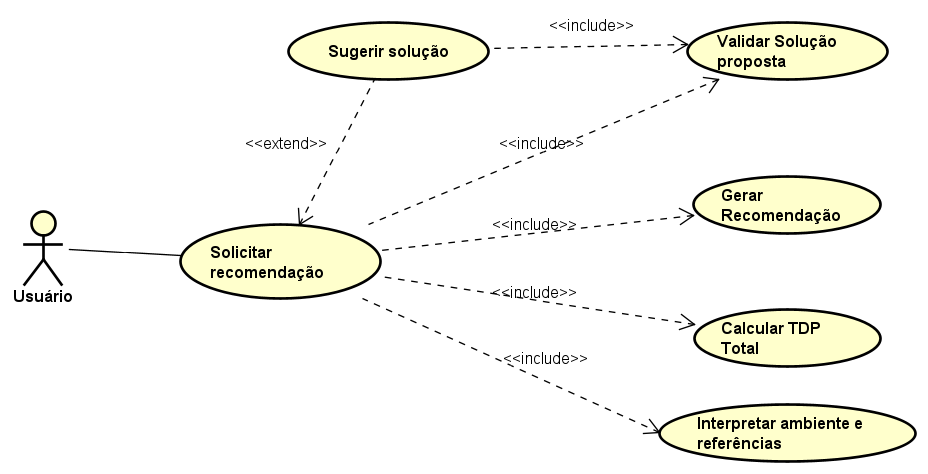 <<include>>
Sugerir solução
Validar Solução
proposta
<<extend>>
<<include>>
Gerar
Recomendação
<<include>>
Solicitar
recomendação
Usuário
<<include>>
Calcular TDP
Total
<<include>>
Interpretar ambiente e
referências